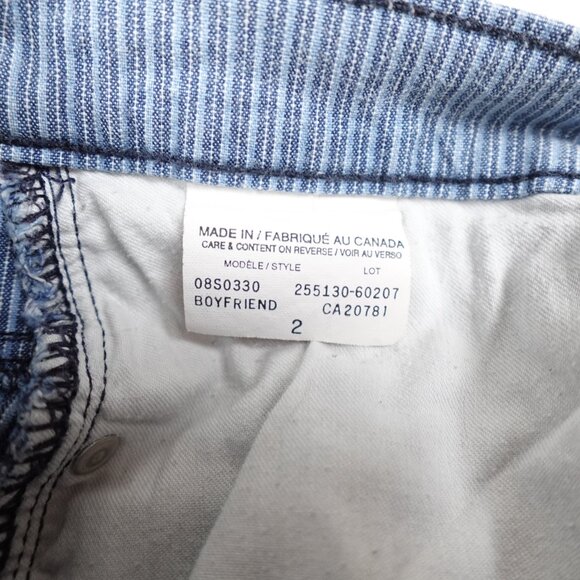 MADE IN / FABRIQUÉ AU CANADA
CARE & CONTENT ON REVERSE / VOIR AU VERSO
MODÈLE / STYLE LOT
08S0330 255130-60207
BOYFRIEND CA20781
2